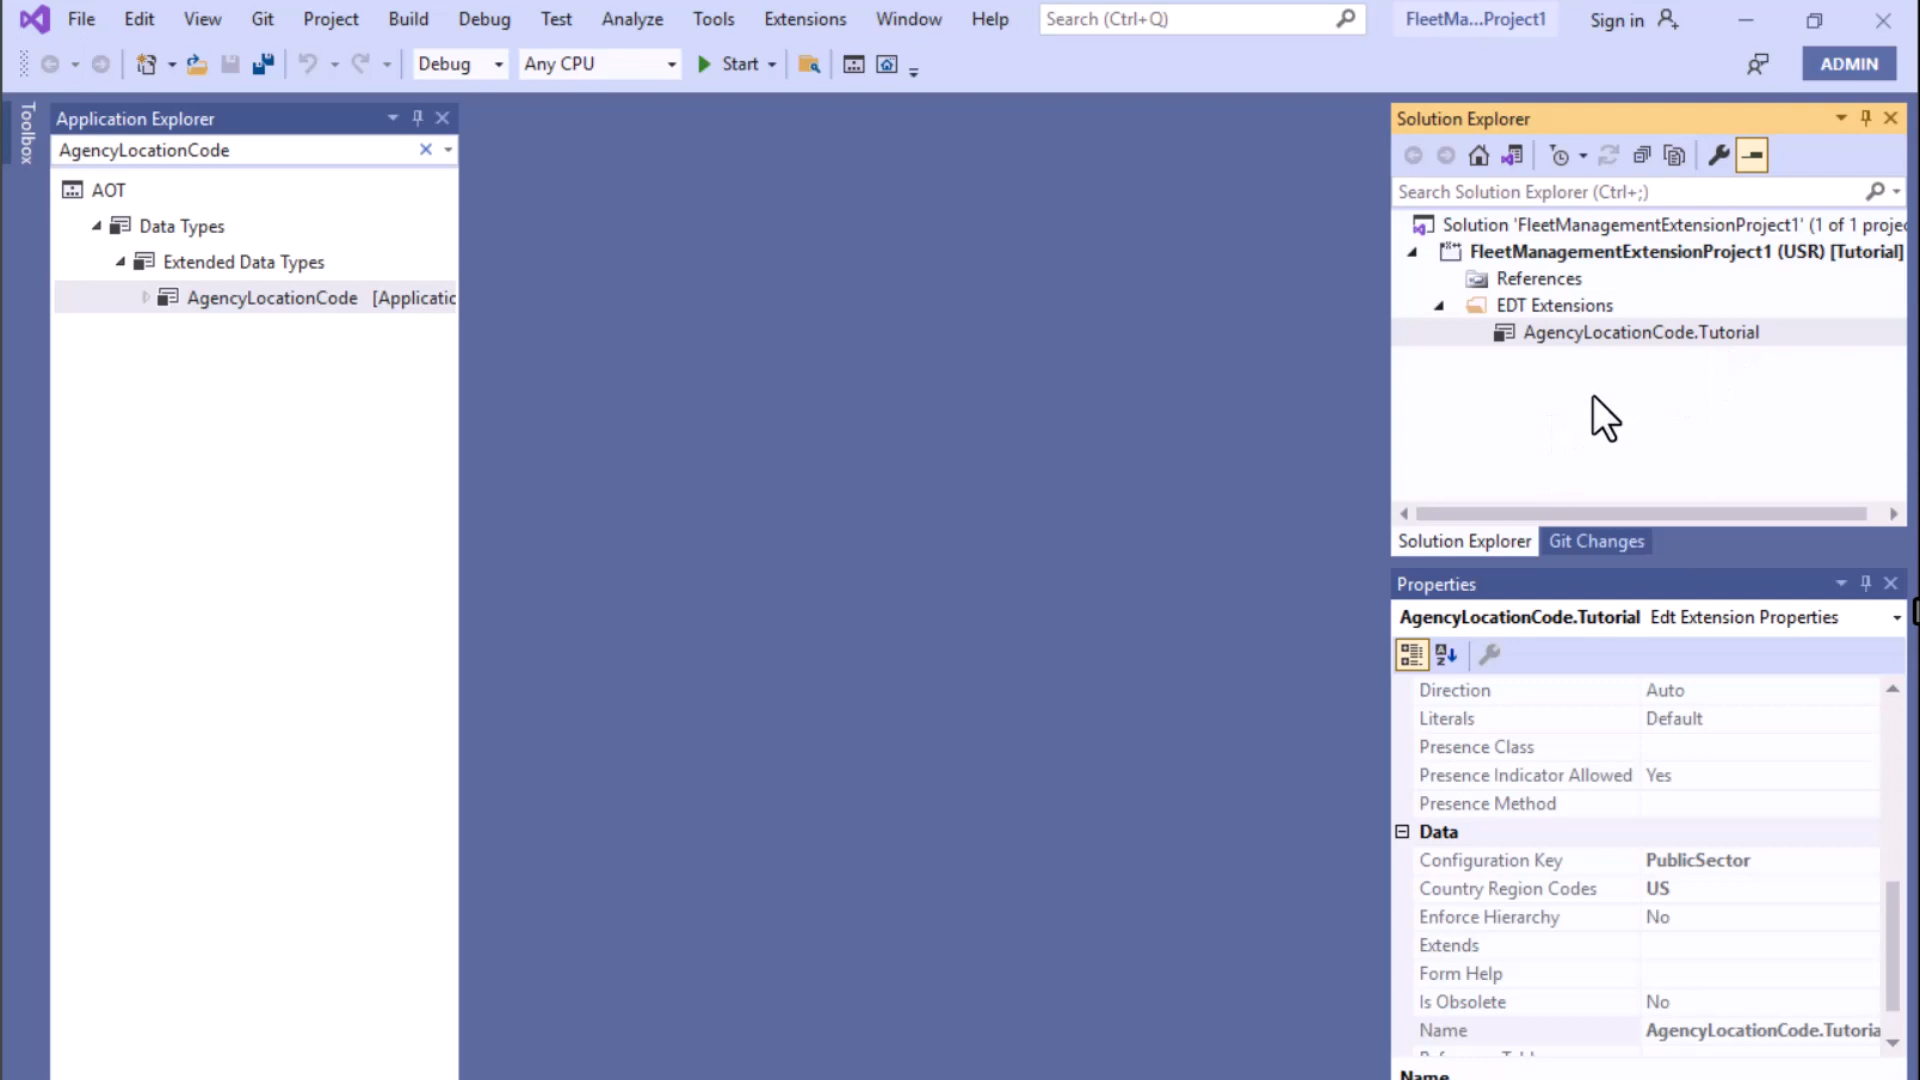 File Edit View Git Project Build Debug Test Analyze Tools Extensions Window Help Search (Ctrl+Q) FleetMa...Project1 Sign in
Debug Any CPU Start ADMIN
Toolbox
Application Explorer
AgencyLocationCode
AOT
Data Types
Extended Data Types
AgencyLocationCode [Applicatic
Solution Explorer
Search Solution Explorer (Ctrl+;)
Solution 'FleetManagementExtensionProject1' (1 of 1 projec
FleetManagementExtensionProject1 (USR) [Tutorial]
References
EDT Extensions
AgencyLocationCode.Tutorial
Solution Explorer Git Changes
Properties
AgencyLocationCode.Tutorial Edt Extension Properties
Direction Auto
Literals Default
Presence Class
Presence Indicator Allowed Yes
Presence Method
Data
Configuration Key PublicSector
Country Region Codes US
Enforce Hierarchy No
Extends
Form Help
Is Obsolete No
Name AgencyLocationCode.Tutoria
Name